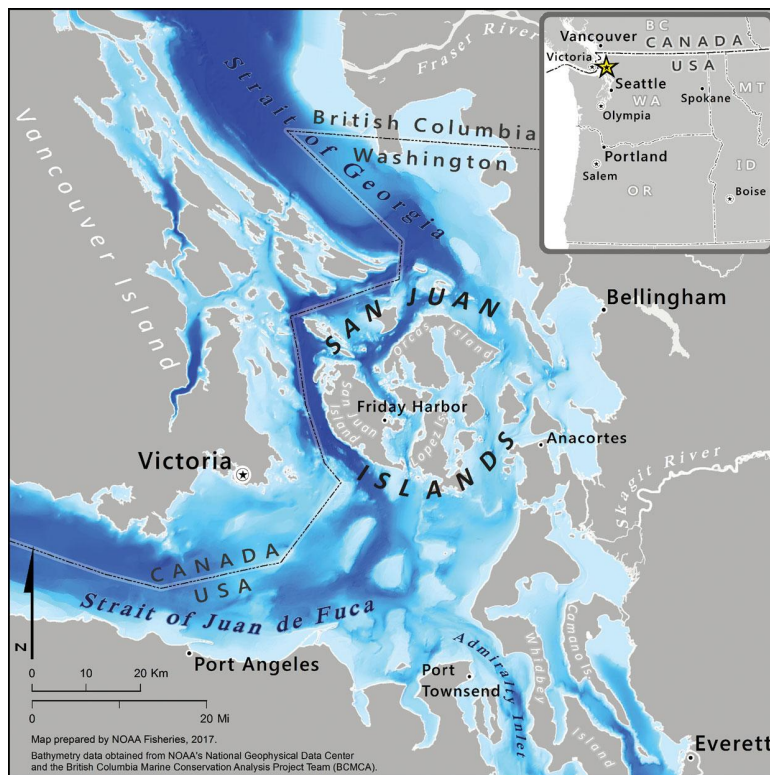 Fraser River
Strait of Georgia
British Columbia
Washington
Vancouver Island
SAN JUAN
ISLANDS
Orcas
Island
San Juan
Island
Lopez Is
Friday Harbor
Bellingham
Anacortes
Skagit River
Victoria
CANADA
USA
Strait of Juan de Fuca
Port Angeles
Port
Townsend
Admiralty Inlet
Whidbey
Island
Camano Is
Everett
N
0 10 20 Km
0 20 Mi
Map prepared by NOAA Fisheries, 2017.
Bathymetry data obtained from NOAA's National Geophysical Data Center
and the British Columbia Marine Conservation Analysis Project Team (BCMCA).
BC
Vancouver
CANADA
USA
Victoria
Seattle
WA
Olympia
Spokane
MT
Portland
Salem
OR
ID
Boise